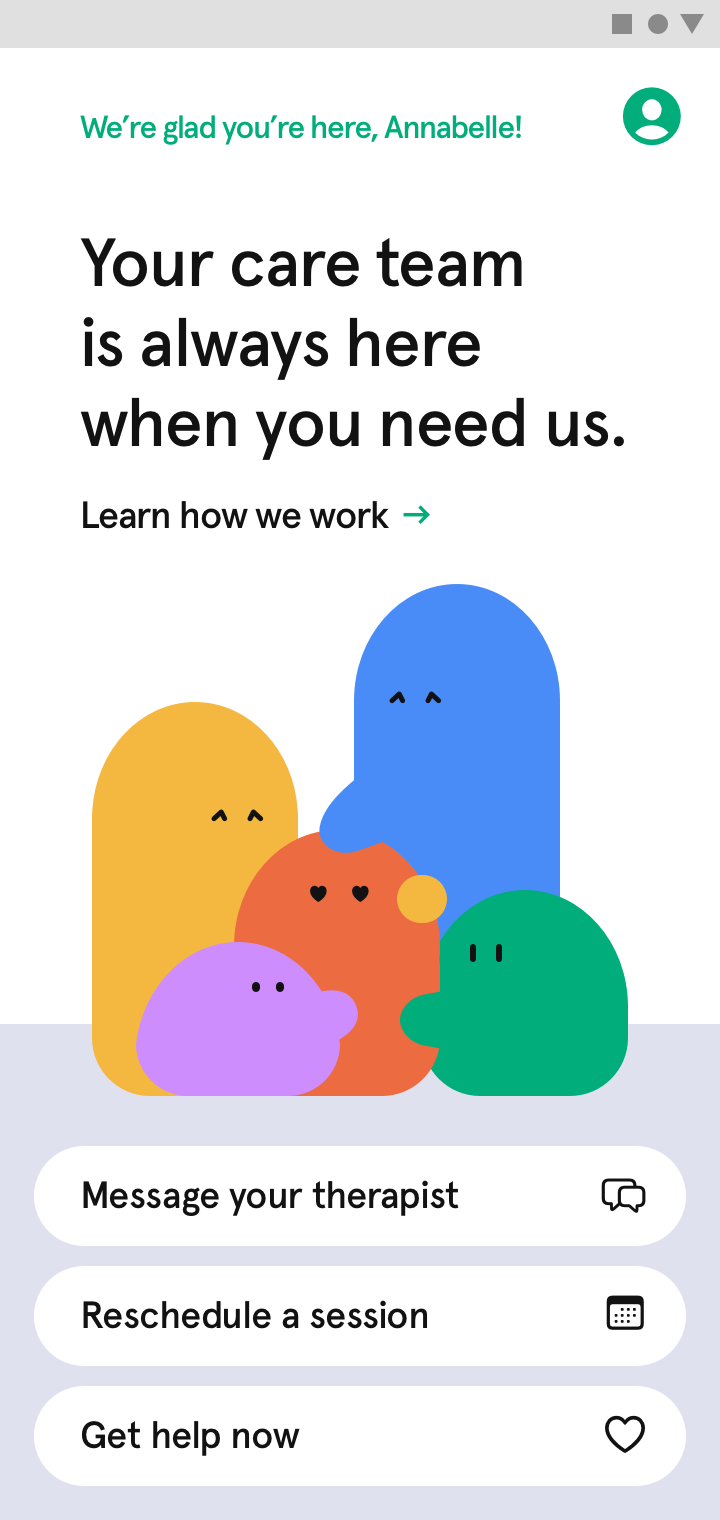 We’re glad you’re here, Annabelle!
Your care team
is always here
when you need us.
Learn how we work →
Message your therapist
Reschedule a session
Get help now